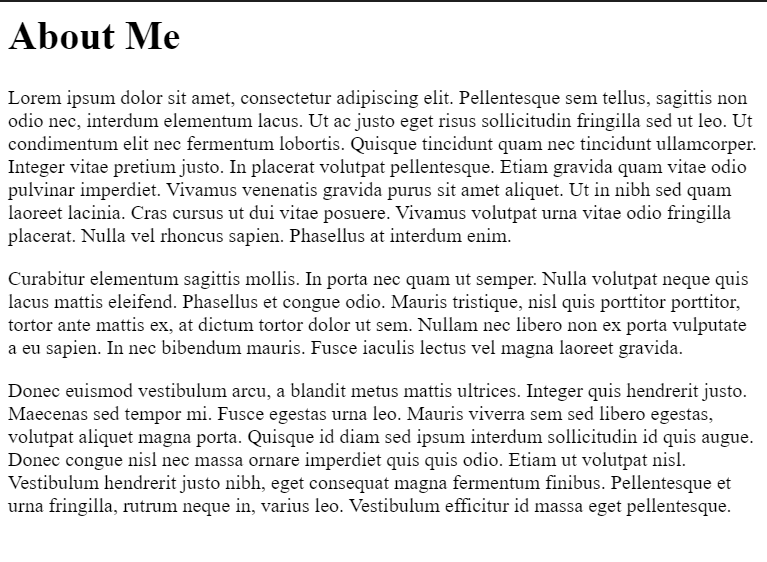 About Me
Lorem ipsum dolor sit amet, consectetur adipiscing elit. Pellentesque sem tellus, sagittis non
odio nec, interdum elementum lacus. Ut ac justo eget risus sollicitudin fringilla sed ut leo. Ut
condimentum elit nec fermentum lobortis. Quisque tincidunt quam nec tincidunt ullamcorper.
Integer vitae pretium justo. In placerat volutpat pellentesque. Etiam gravida quam vitae odio
pulvinar imperdiet. Vivamus venenatis gravida purus sit amet aliquet. Ut in nibh sed quam
laoreet lacinia. Cras cursus ut dui vitae posuere. Vivamus volutpat urna vitae odio fringilla
placerat. Nulla vel rhoncus sapien. Phasellus at interdum enim.
Curabitur elementum sagittis mollis. In porta nec quam ut semper. Nulla volutpat neque quis
lacus mattis eleifend. Phasellus et congue odio. Mauris tristique, nisl quis porttitor porttitor,
tortor ante mattis ex, at dictum tortor dolor ut sem. Nullam nec libero non ex porta vulputate
a eu sapien. In nec bibendum mauris. Fusce iaculis lectus vel magna laoreet gravida.
Donec euismod vestibulum arcu, a blandit metus mattis ultrices. Integer quis hendrerit justo.
Maecenas sed tempor mi. Fusce egestas urna leo. Mauris viverra sem sed libero egestas,
volutpat aliquet magna porta. Quisque id diam sed ipsum interdum sollicitudin id quis augue.
Donec congue nisl nec massa ornare imperdiet quis quis odio. Etiam ut volutpat nisl.
Vestibulum hendrerit justo nibh, eget consequat magna fermentum finibus. Pellentesque et
urna fringilla, rutrum neque in, varius leo. Vestibulum efficitur id massa eget pellentesque.